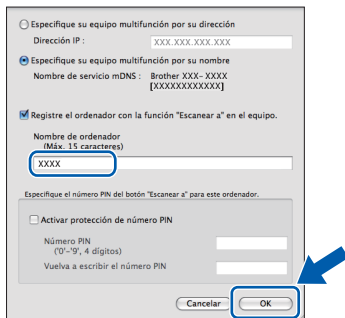 Especifique su equipo multifunción por su dirección
Dirección IP :
XXX.XXX.XXX.XXX
Especifique su equipo multifunción por su nombre
Nombre de servicio mDNS :
Brother XXX- XXXX
[XXXXXXXXXXXX]
Registre el ordenador con la función "Escanear a" en el equipo.
Nombre de ordenador
(Máx. 15 caracteres)
XXXX
Especifique el número PIN del botón "Escanear a" para este ordenador.
Activar protección de número PIN
Número PIN
('0'-'9', 4 dígitos)
Vuelva a escribir el número PIN
Cancelar
OK